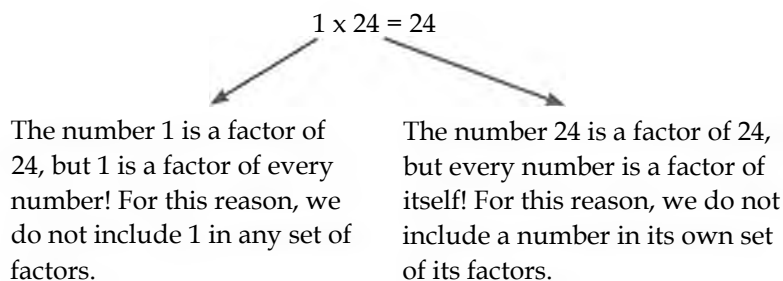 1 x 24 = 24
The number 1 is a factor of
24, but 1 is a factor of every
number! For this reason, we
do not include 1 in any set of
factors.
The number 24 is a factor of 24,
but every number is a factor of
itself! For this reason, we do not
include a number in its own set
of its factors.